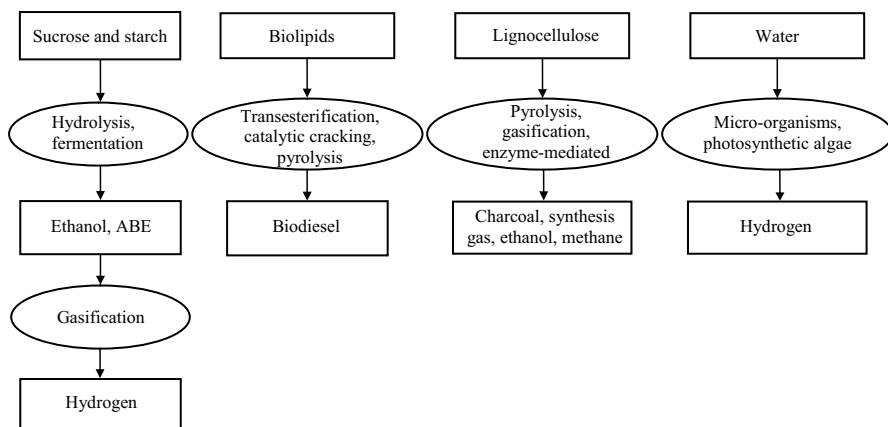 Sucrose and starch
Hydrolysis,
fermentation
Ethanol, ABE
Gasification
Hydrogen
Biolipids
Transesterification,
catalytic cracking,
pyrolysis
Biodiesel
Lignocellulose
Pyrolysis,
gasification,
enzyme-mediated
Charcoal, synthesis
gas, ethanol, methane
Water
Micro-organisms,
photosynthetic algae
Hydrogen